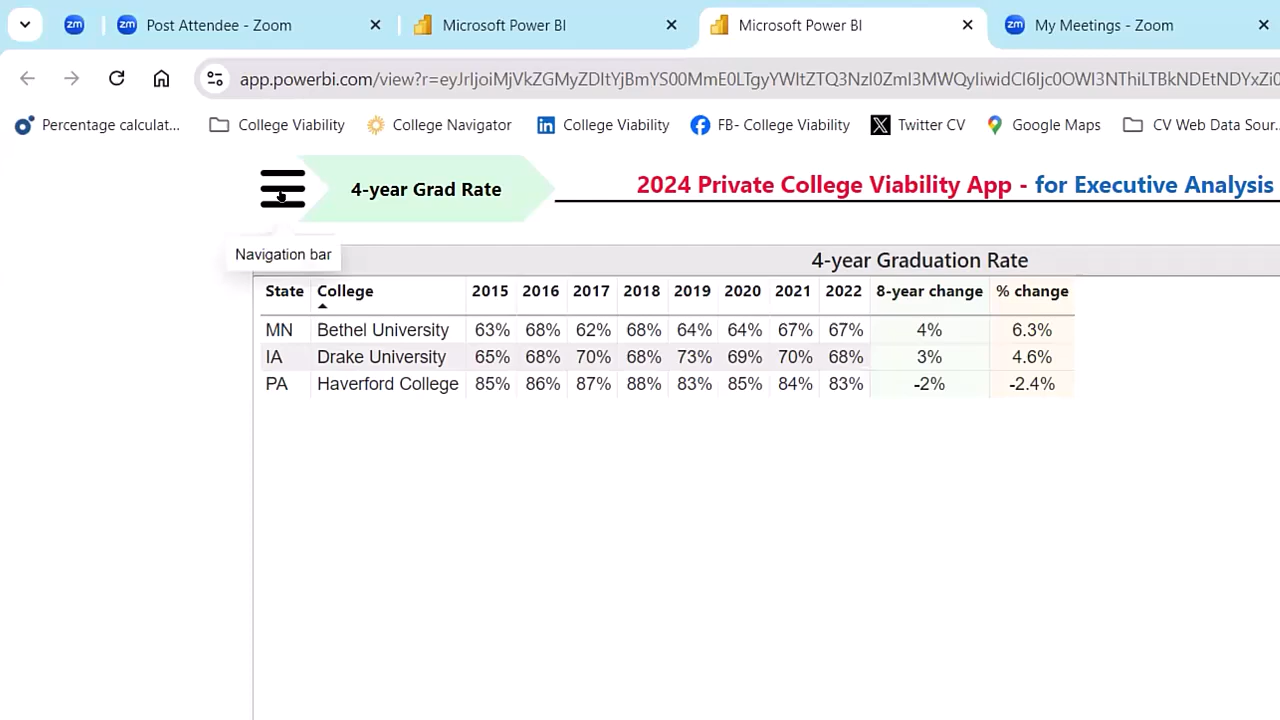 zm
zm Post Attendee - Zoom
Microsoft Power BI
Microsoft Power BI
zm My Meetings - Zoom
app.powerbi.com/view?r=
Percentage calculat...
College Viability
College Navigator
College Viability
FB- College Viability
Twitter CV
Google Maps
CV Web Data Sour...
4-year Grad Rate
2024 Private College Viability App - for Executive Analysis
Navigation bar
4-year Graduation Rate
State College 2015 2016 2017 2018 2019 2020 2021 2022 8-year change % change
MN Bethel University 63% 68% 62% 68% 64% 64% 67% 67% 4% 6.3%
IA Drake University 65% 68% 70% 68% 73% 69% 70% 68% 3% 4.6%
PA Haverford College 85% 86% 87% 88% 83% 85% 84% 83% -2% -2.4%